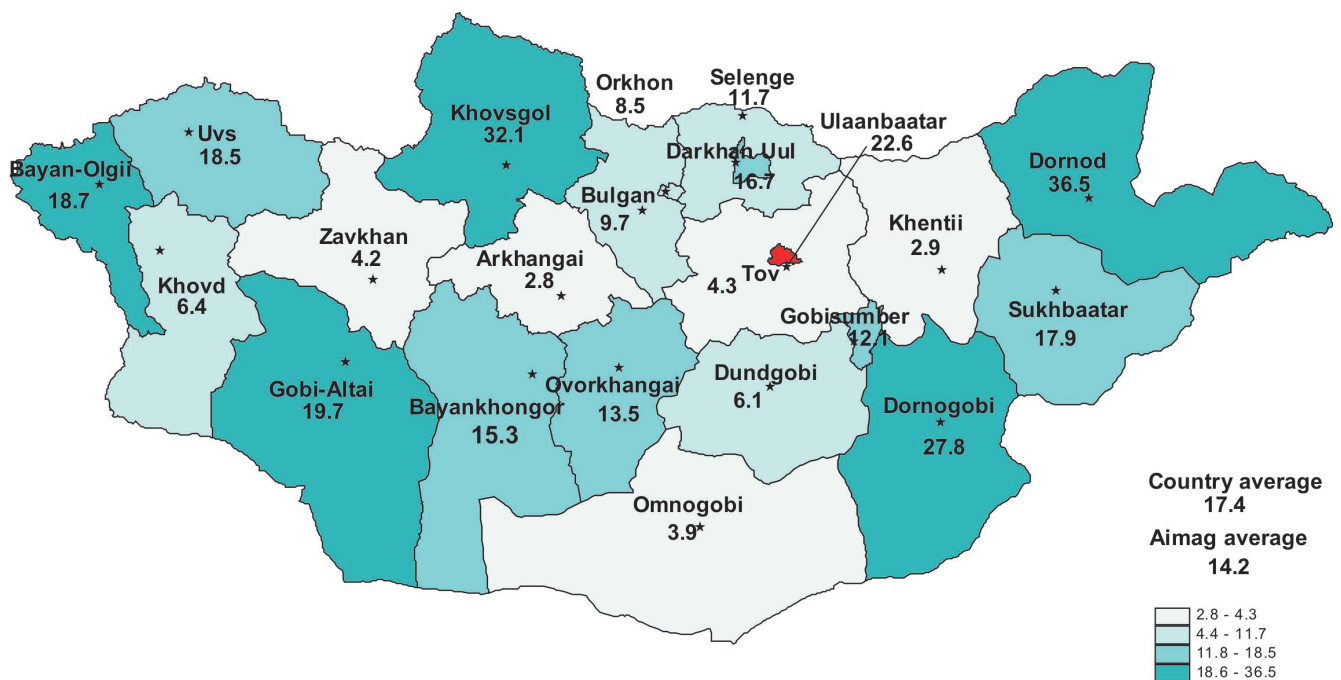 Orkhon
8.5
Selenge
11.7
Ulaanbaatar
22.6
Khovsgol
32.1
Uvs
18.5
Bayan-Olgii
18.7
Darkhan Uul
16.7
Dornod
36.5
Bulgan
9.7
Zavkhan
4.2
Arkhangai
2.8
Khentii
2.9
Tov
4.3
Khovd
6.4
Gobisumber
12.1
Sukhbaatar
17.9
Gobi-Altai
19.7
Bayankhongor
15.3
Ovorkhangai
13.5
Dundgobi
6.1
Dornogobi
27.8
Omnogobi
3.9
Country average
17.4
Aimag average
14.2
2.8 - 4.3
4.4 - 11.7
11.8 - 18.5
18.6 - 36.5